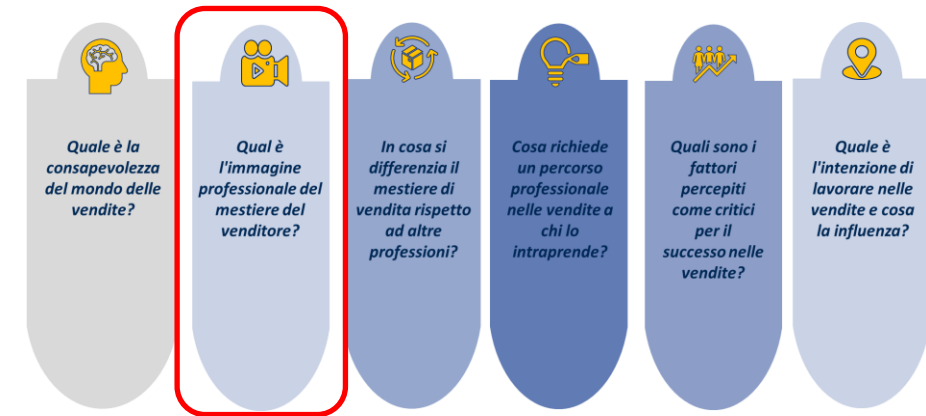 Quale è la
consapevolezza
del mondo delle
vendite?
Qual è
l'immagine
professionale del
mestiere del
venditore?
In cosa si
differenzia il
mestiere di
vendita rispetto
ad altre
professioni?
Cosa richiede
un percorso
professionale
nelle vendite a
chi lo
intraprende?
Quali sono i
fattori
percepiti
come critici
per il
successo nelle
vendite?
Quale è
l'intenzione di
lavorare nelle
vendite e cosa
la influenza?